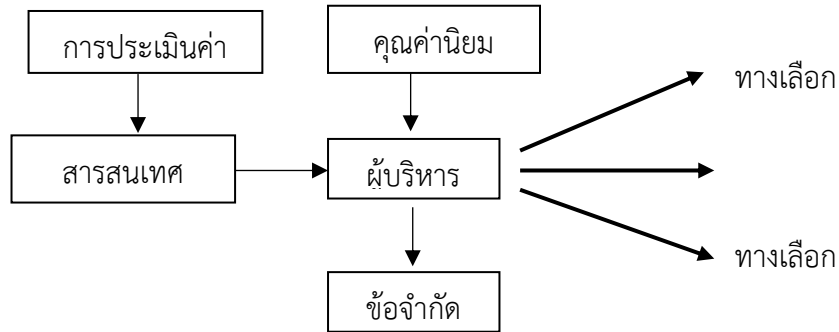 การประเมินค่า
คุณค่านิยม
ทางเลือก
สารสนเทศ
ผู้บริหาร
ทางเลือก
ข้อจำกัด